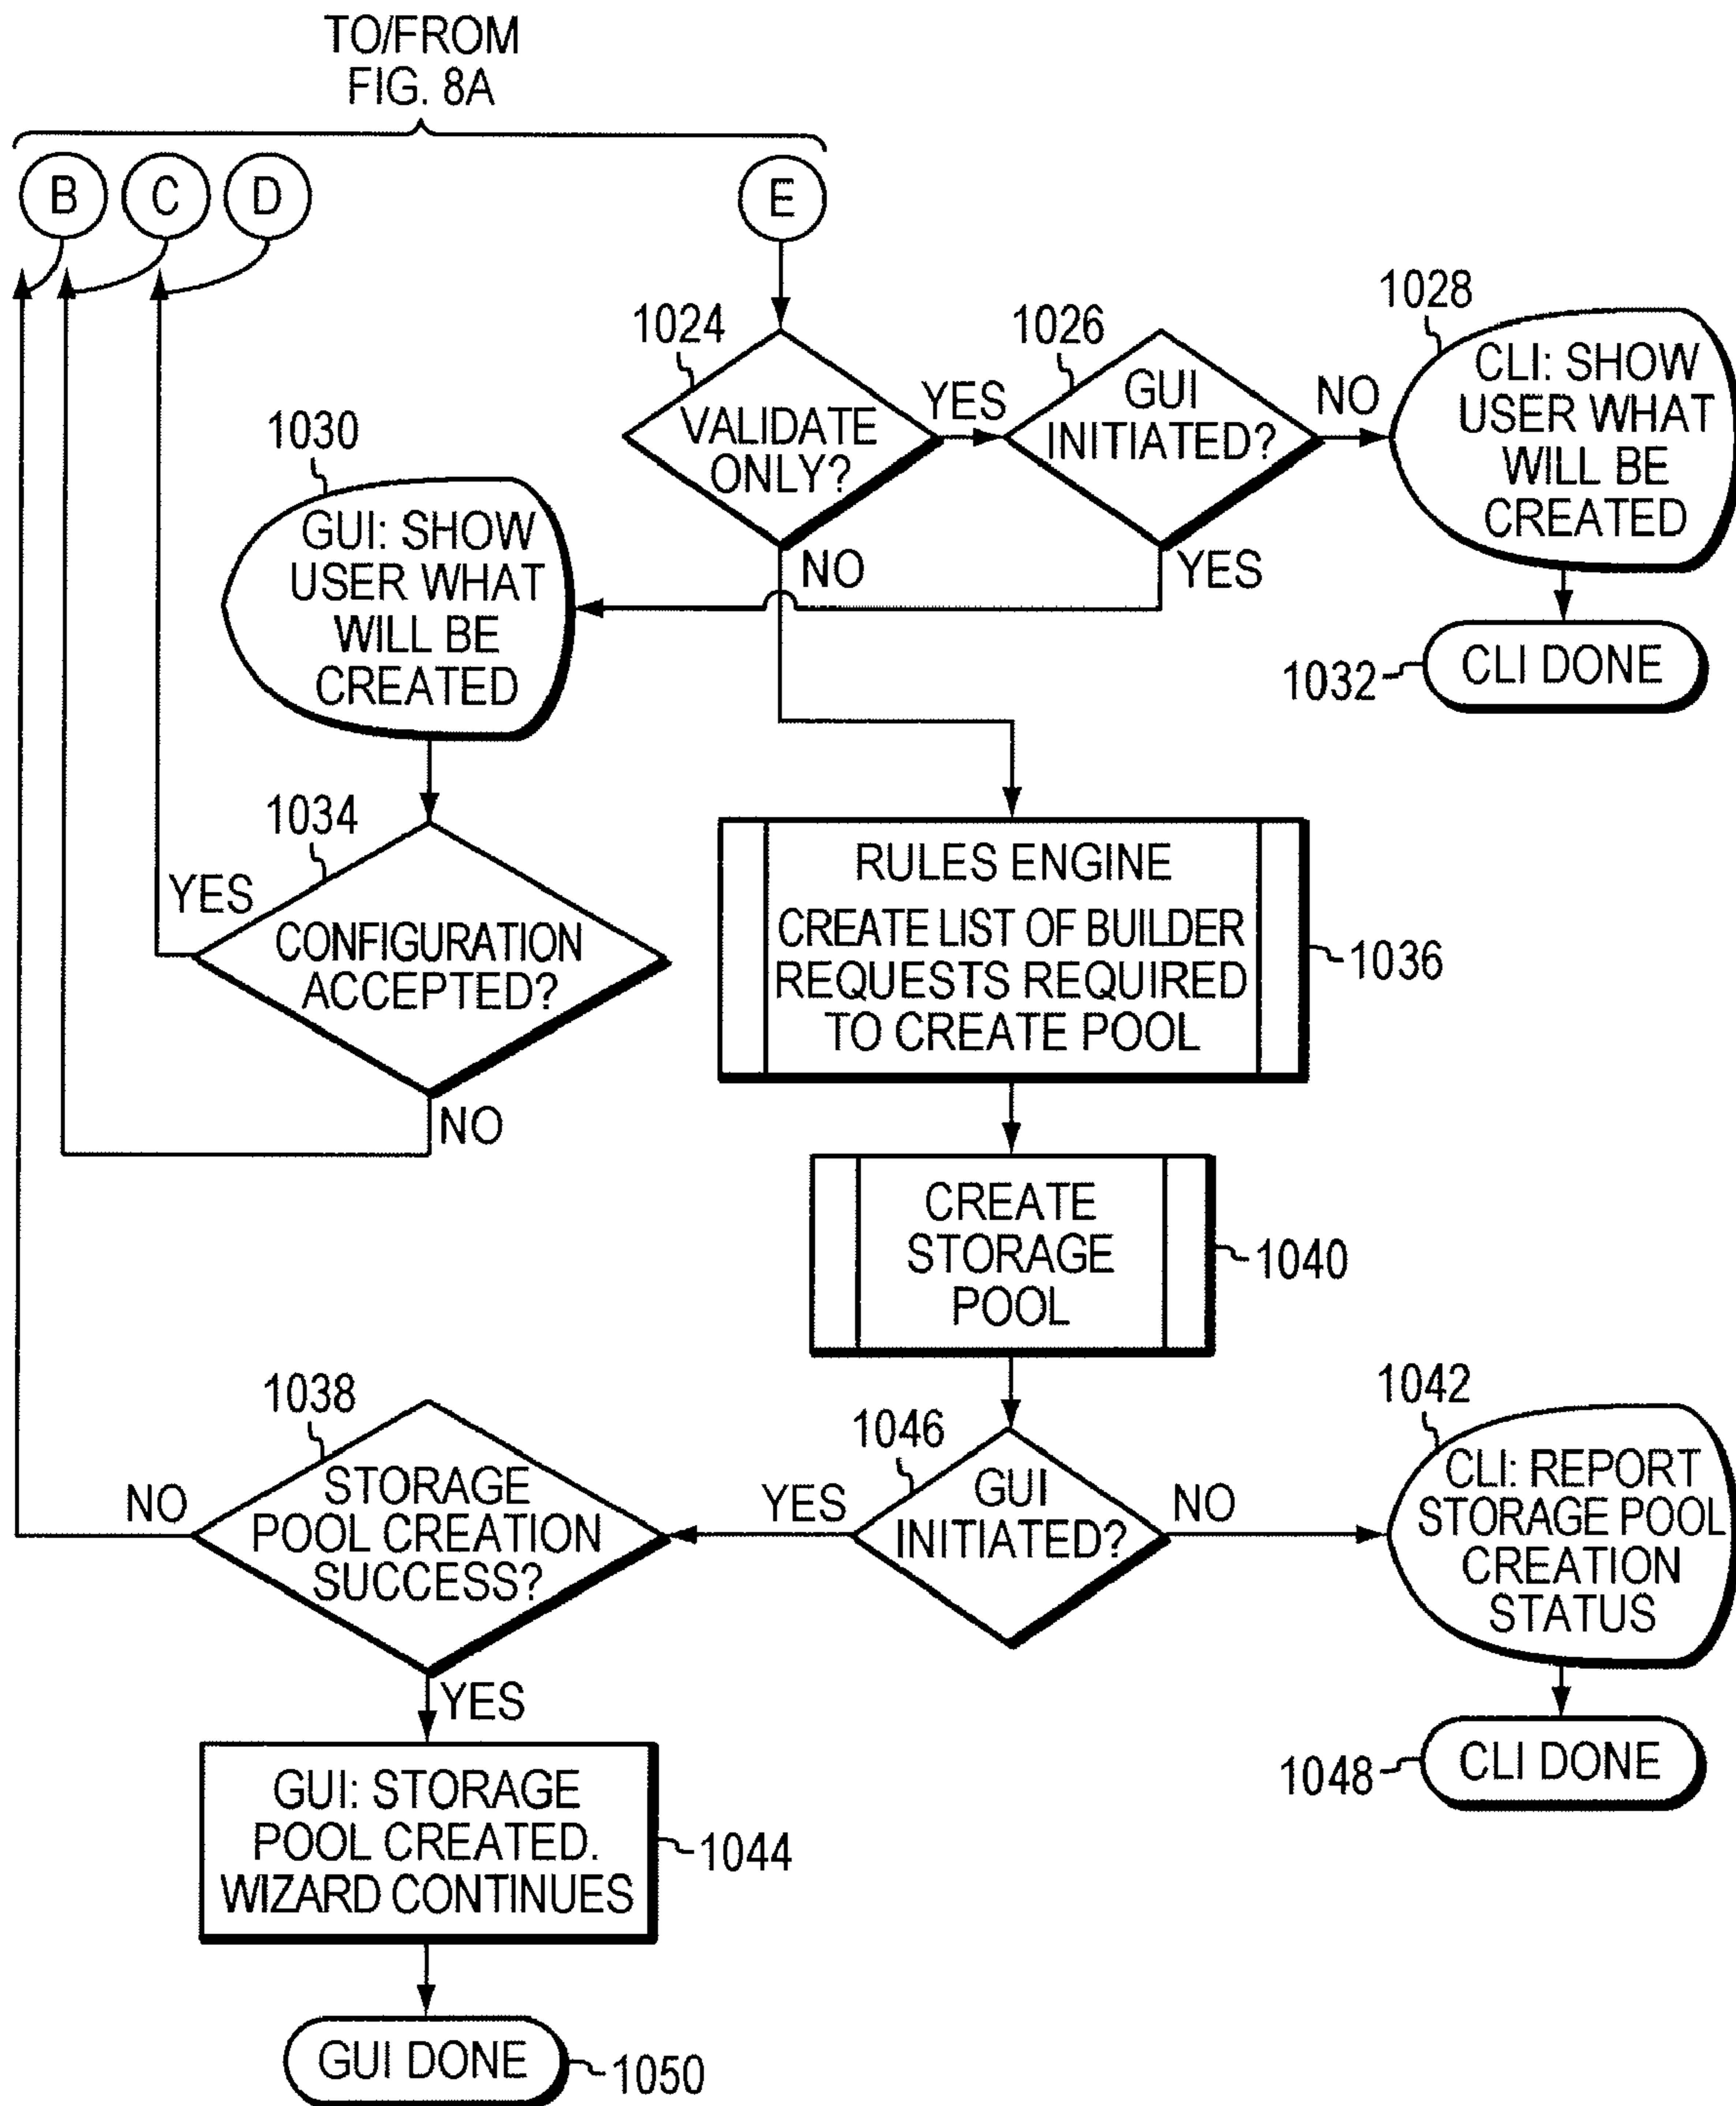 TO/FROM
FIG. 8A
B
C
D
E
1024
VALIDATE
ONLY?
YES
NO
1026
GUI
INITIATED?
NO
YES
1028
CLI: SHOW
USER WHAT
WILL BE
CREATED
1030
GUI: SHOW
USER WHAT
WILL BE
CREATED
1032
CLI DONE
1034
YES
CONFIGURATION
ACCEPTED?
NO
RULES ENGINE
CREATE LIST OF BUILDER
REQUESTS REQUIRED
TO CREATE POOL
1036
CREATE
STORAGE
POOL
1040
1038
NO
STORAGE
POOL CREATION
SUCCESS?
YES
1046
YES
GUI
INITIATED?
NO
1042
CLI: REPORT
STORAGE POOL
CREATION
STATUS
1048
CLI DONE
GUI: STORAGE
POOL CREATED.
WIZARD CONTINUES
1044
GUI DONE
1050